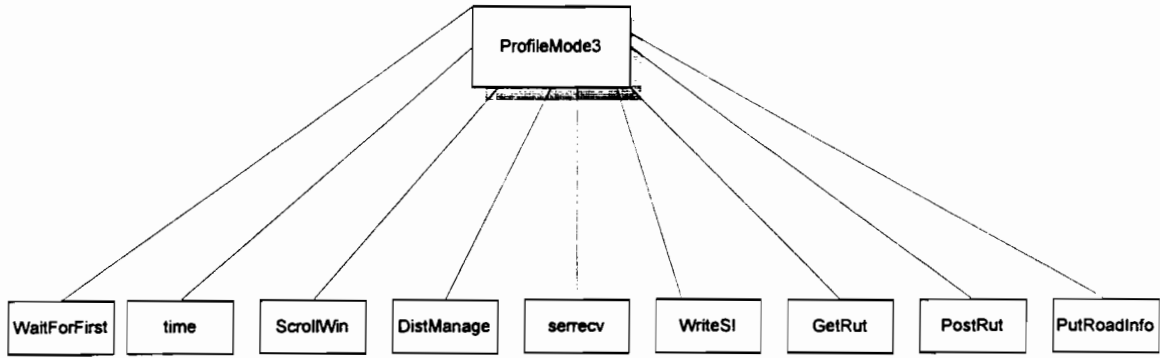 ProfileMode3
WaitForFirst
time
ScrollWin
DistManage
serrecv
WriteSI
GetRut
PostRut
PutRoadInfo